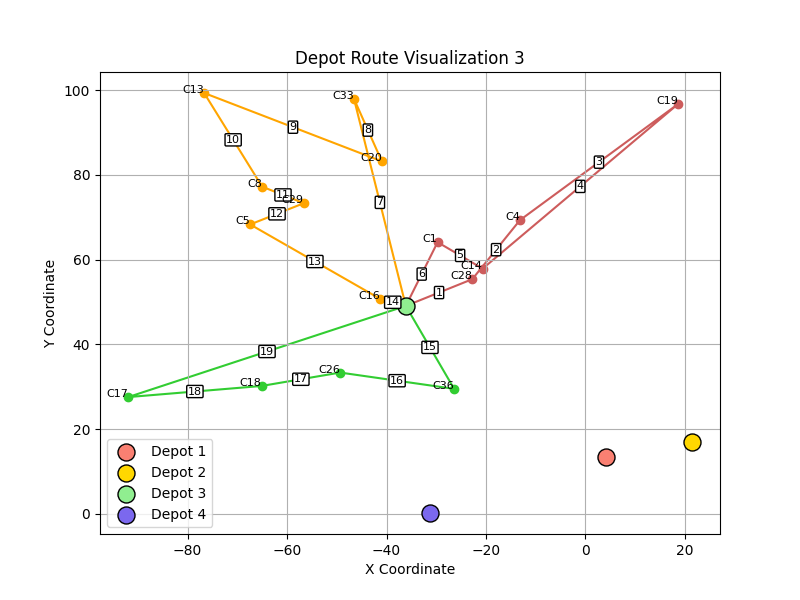 Depot Route Visualization 3
Y Coordinate
100
80
60
40
20
0
C13
C33
C19
9
8
10
C20
3
C8
4
11
C29
7
12
C5
C4
C1
2
13
5
C14
6
C28
C16
1
14
15
19
C26
C18
17
16
C36
C17
18
Depot 1
Depot 2
Depot 3
Depot 4
−80
−60
−40
−20
0
20
X Coordinate